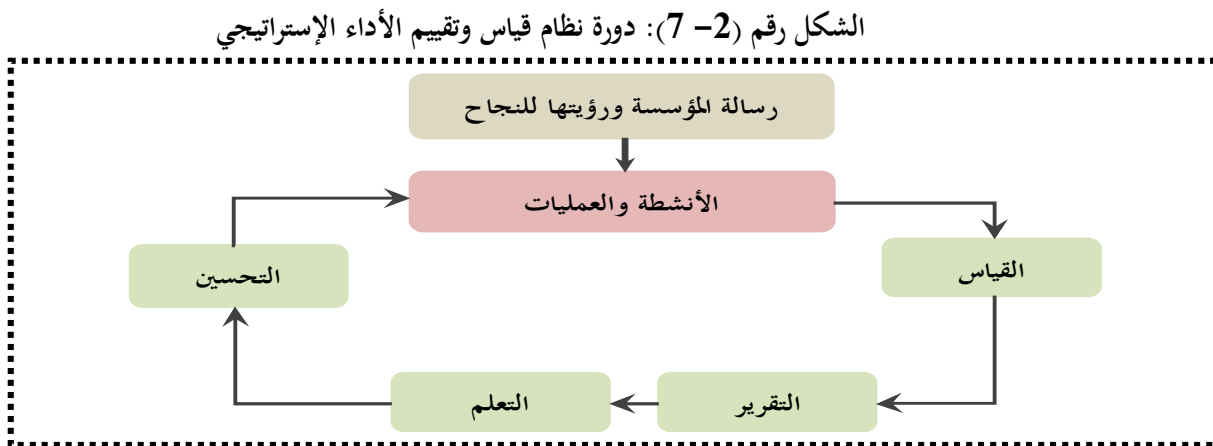 الشكل رقم (2– 7): دورة نظام قياس وتقييم الأداء الإستراتيجي
رسالة المؤسسة ورؤيتها للنجاح
الأنشطة والعمليات
القياس
التحسين
التقرير
التعلم